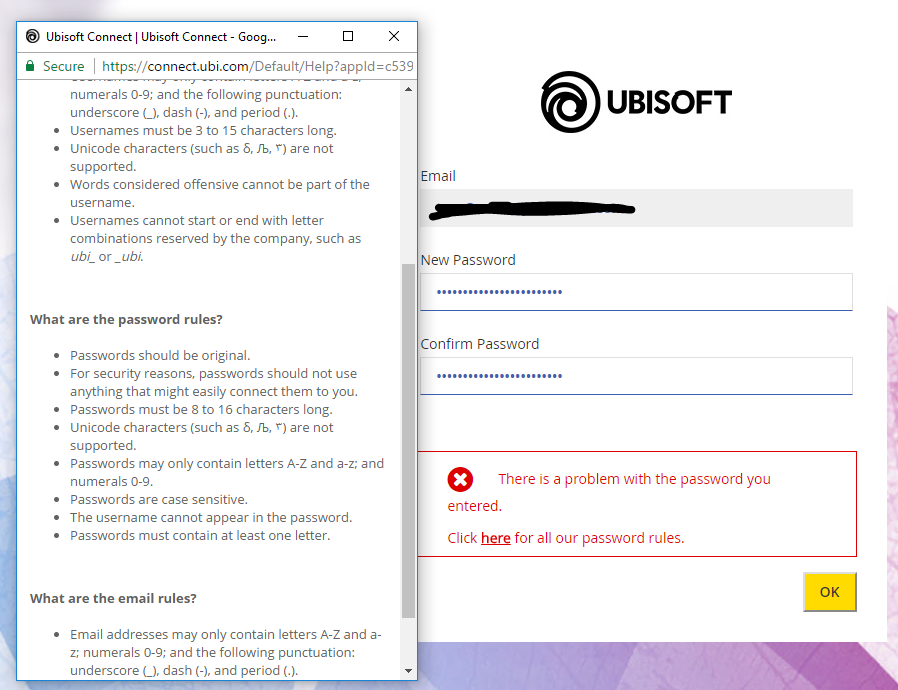 Ubisoft Connect | Ubisoft Connect - Goog...
Secure | https://connect.ubi.com/Default/Help?appId=c539
Usernames may only contain letters A-Z and a-z;
numerals 0-9; and the following punctuation:
underscore (_), dash (-), and period (.).
• Usernames must be 3 to 15 characters long.
• Unicode characters (such as δ, Љ, ٣) are not
supported.
• Words considered offensive cannot be part of the
username.
• Usernames cannot start or end with letter
combinations reserved by the company, such as
ubi_ or _ubi.
What are the password rules?
• Passwords should be original.
• For security reasons, passwords should not use
anything that might easily connect them to you.
• Passwords must be 8 to 16 characters long.
• Unicode characters (such as δ, Љ, ٣) are not
supported.
• Passwords may only contain letters A-Z and a-z; and
numerals 0-9.
• Passwords are case sensitive.
• The username cannot appear in the password.
• Passwords must contain at least one letter.
What are the email rules?
• Email addresses may only contain letters A-Z and a-
z; numerals 0-9; and the following punctuation:
underscore (_), dash (-), and period (.).
UBISOFT
Email
New Password
••••••••••••••••••••••••
Confirm Password
••••••••••••••••••••••••
There is a problem with the password you
entered.
Click here for all our password rules.
OK